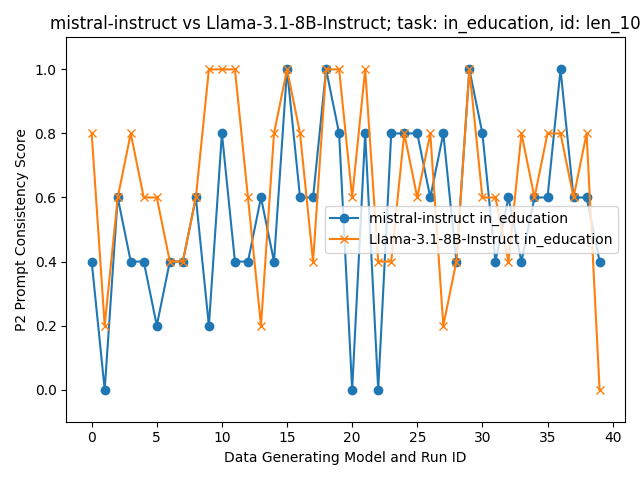 mistral-instruct vs Llama-3.1-8B-Instruct; task: in_education, id: len_10
1.0
0.8
0.6
0.4
0.2
0.0
P2 Prompt Consistency Score
mistral-instruct in_education
Llama-3.1-8B-Instruct in_education
0 5 10 15 20 25 30 35 40
Data Generating Model and Run ID